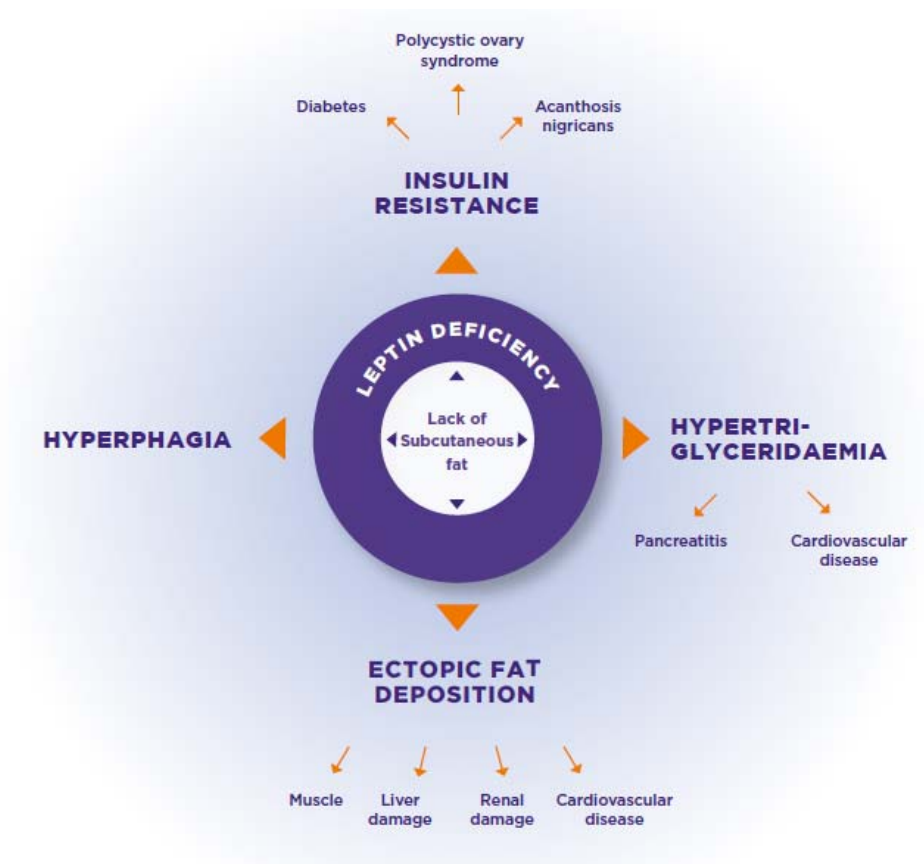 Polycystic ovary
syndrome
Diabetes
Acanthosis
nigricans
INSULIN
RESISTANCE
LEPTIN DEFICIENCY
Lack of
Subcutaneous
fat
HYPERPHAGIA
HYPERTRI-
GLYCERIDAEMIA
Pancreatitis
Cardiovascular
disease
ECTOPIC FAT
DEPOSITION
Muscle
Liver
damage
Renal
damage
Cardiovascular
disease